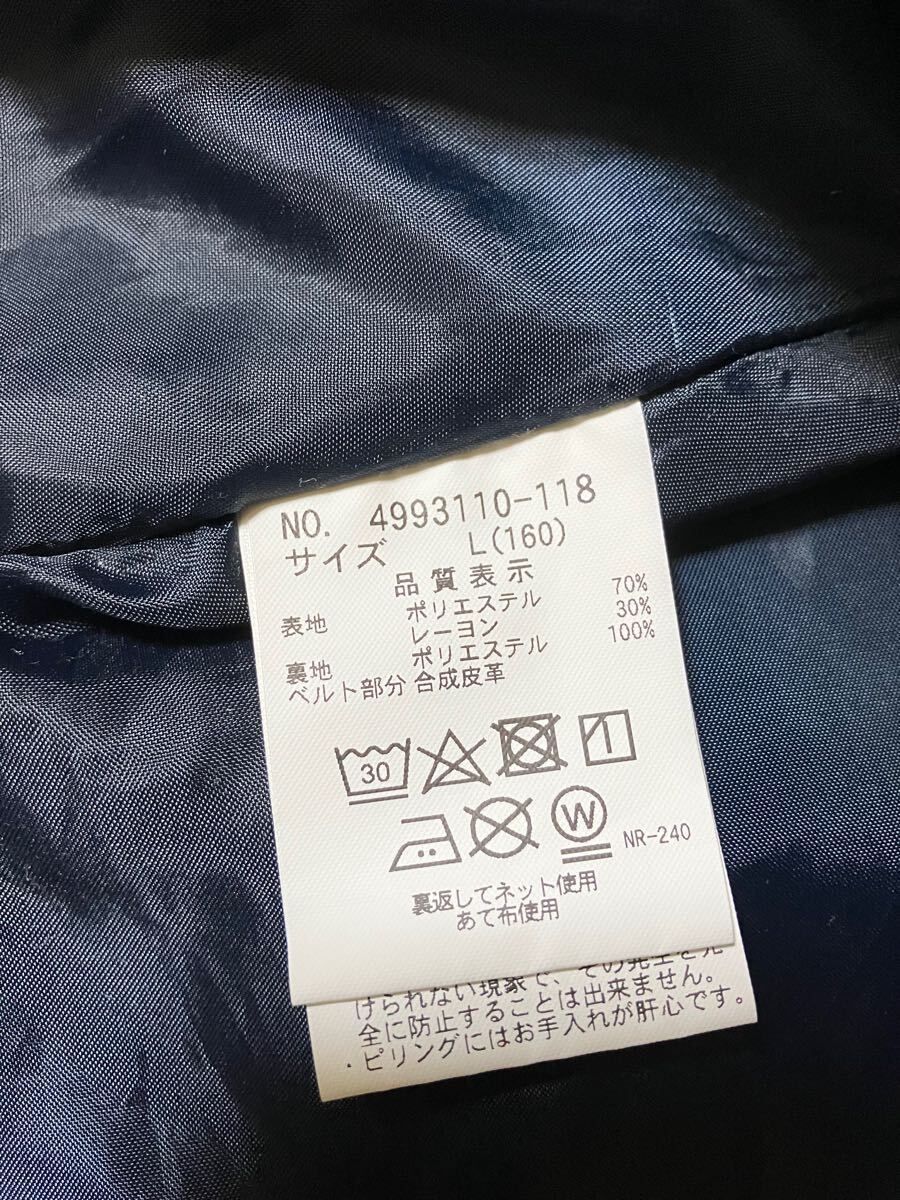 NO. 4993110-118
サイズ L(160)
品質表示
表地 ポリエステル 70%
レーヨン 30%
裏地 ポリエステル 100%
ベルト部分 合成皮革
30
W
NR-240
裏返してネット使用
あて布使用
けられない現象で、その発生を完
全に防止することは出来ません。
・ピリングにはお手入れが肝心です。